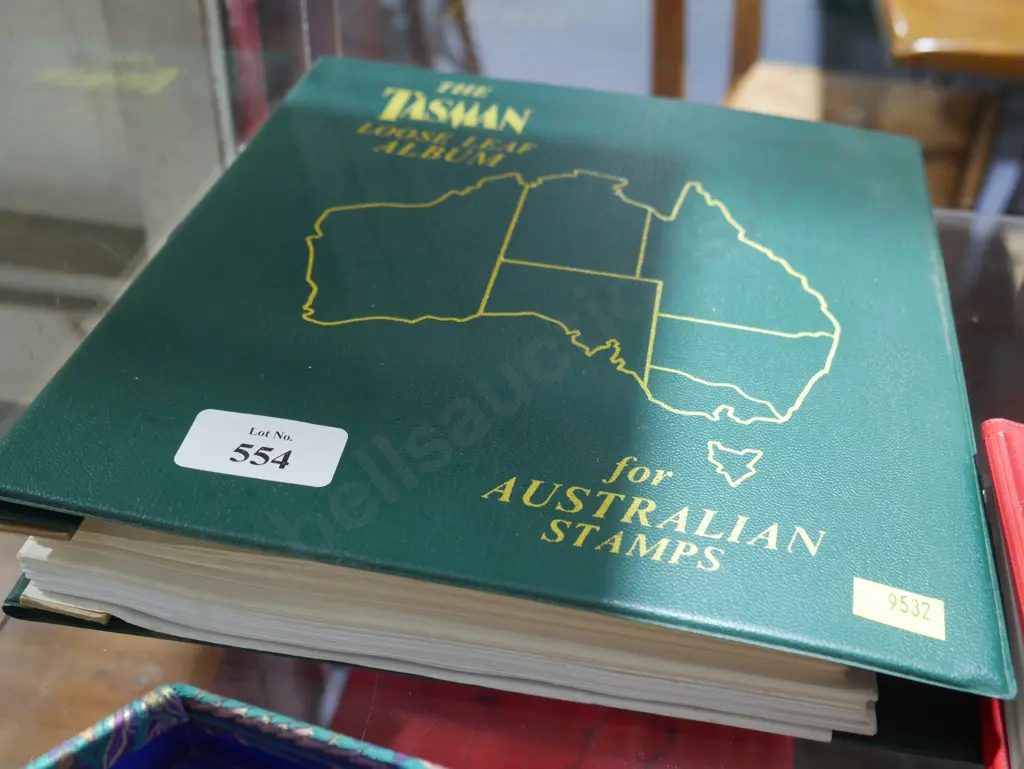 THE
TASMAN
LOOSE LEAF
ALBUM
Lot No.
554
for
AUSTRALIAN
STAMPS
9532